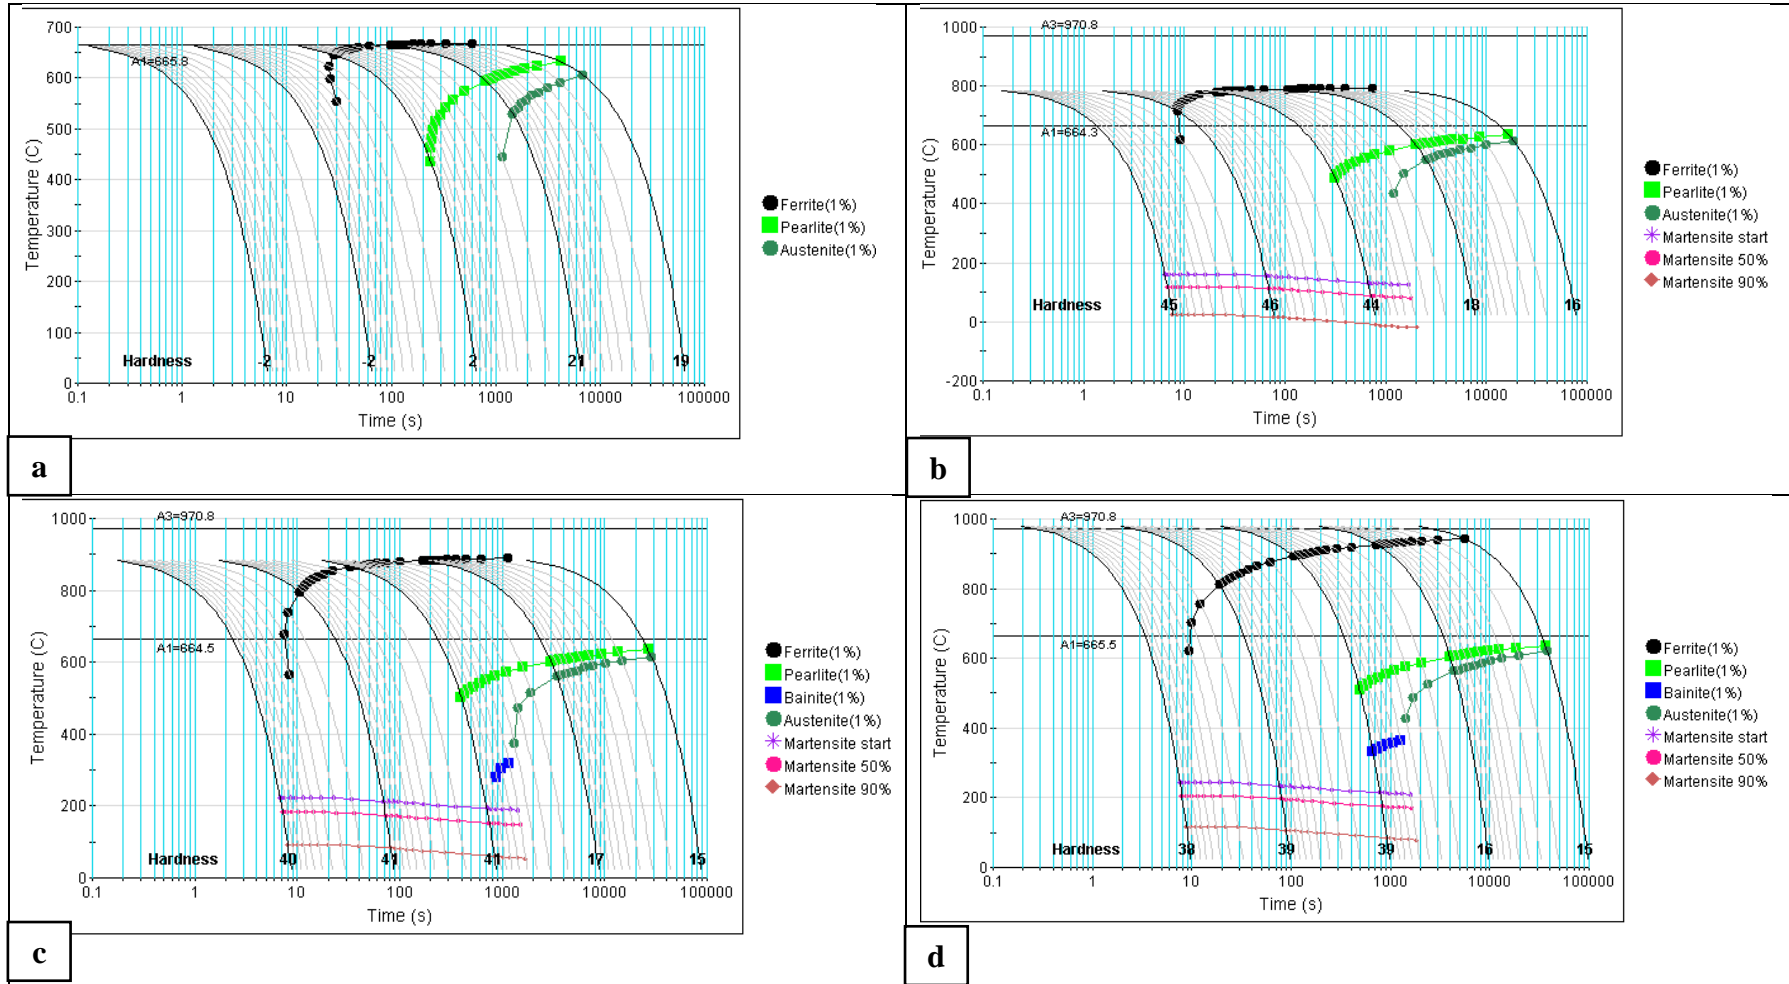 700
600
500
400
300
200
100
0
Temperature (C)
A1=665.8
Hardness
-2
-2
2
21
19
0.1
1
10
100
1000
10000
100000
Time (s)
Ferrite(1%)
Pearlite(1%)
Austenite(1%)
a
1000
800
600
400
200
0
-200
Temperature (C)
A3=970.8
A1=664.3
Hardness
45
46
44
18
16
0.1
1
10
100
1000
10000
100000
Time (s)
Ferrite(1%)
Pearlite(1%)
Austenite(1%)
Martensite start
Martensite 50%
Martensite 90%
b
1000
800
600
400
200
0
Temperature (C)
A3=970.8
A1=664.5
Hardness
40
41
41
17
15
0.1
1
10
100
1000
10000
100000
Time (s)
Ferrite(1%)
Pearlite(1%)
Bainite(1%)
Austenite(1%)
Martensite start
Martensite 50%
Martensite 90%
c
1000
800
600
400
200
0
Temperature (C)
A3=970.8
A1=665.5
Hardness
38
39
39
16
15
0.1
1
10
100
1000
10000
100000
Time (s)
Ferrite(1%)
Pearlite(1%)
Bainite(1%)
Austenite(1%)
Martensite start
Martensite 50%
Martensite 90%
d